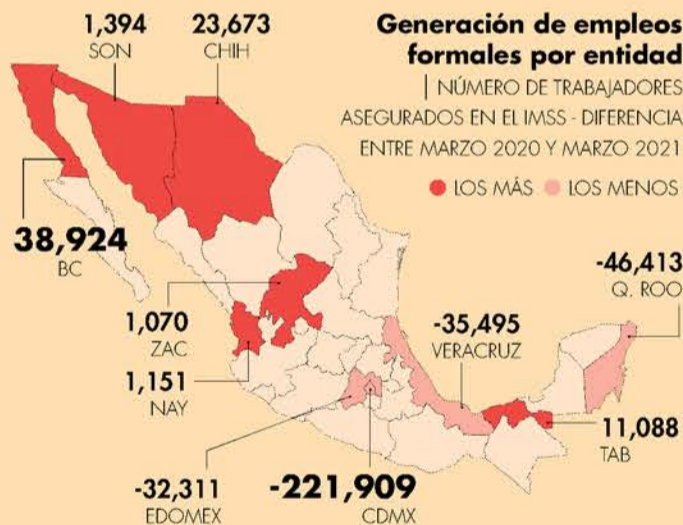 Generación de empleos
formales por entidad
| NÚMERO DE TRABAJADORES
ASEGURADOS EN EL IMSS - DIFERENCIA
ENTRE MARZO 2020 Y MARZO 2021
LOS MÁS LOS MENOS
1,394
SON
23,673
CHIH
38,924
BC
1,070
ZAC
1,151
NAY
-46,413
Q. ROO
-35,495
VERACRUZ
11,088
TAB
-32,311
EDOMEX
-221,909
CDMX